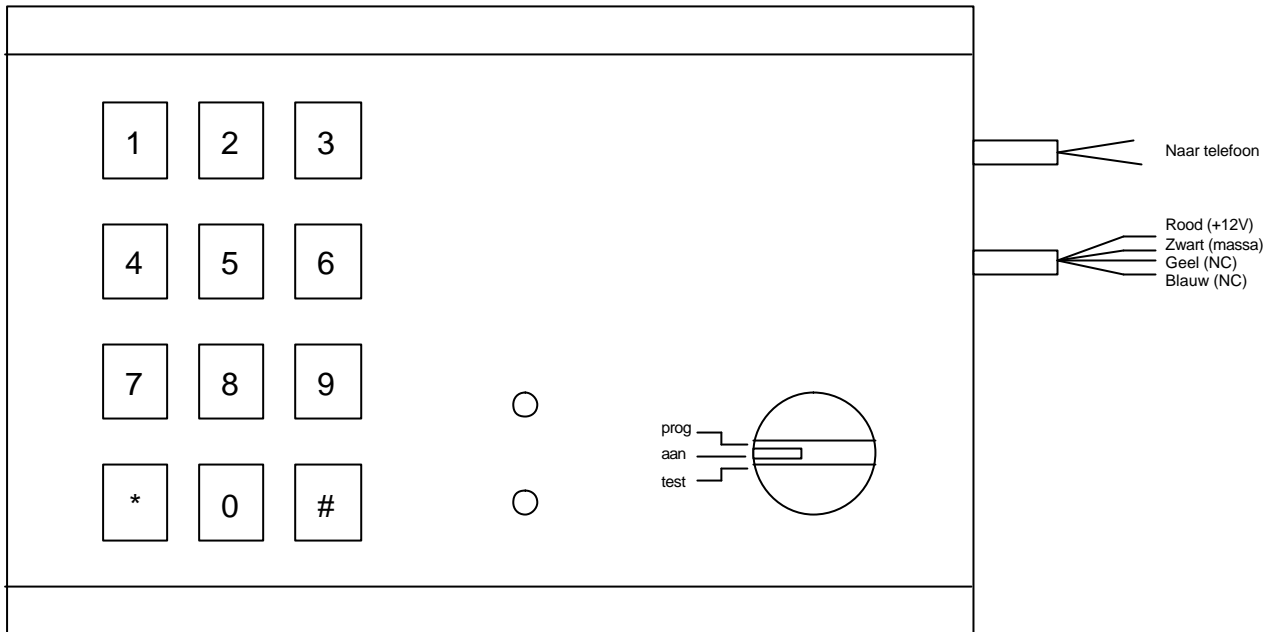 1 2 3
Naar telefoon
Rood (+12V)
Zwart (massa)
Geel (NC)
Blauw (NC)
4 5 6
7 8 9
prog
aan
test
* 0 #